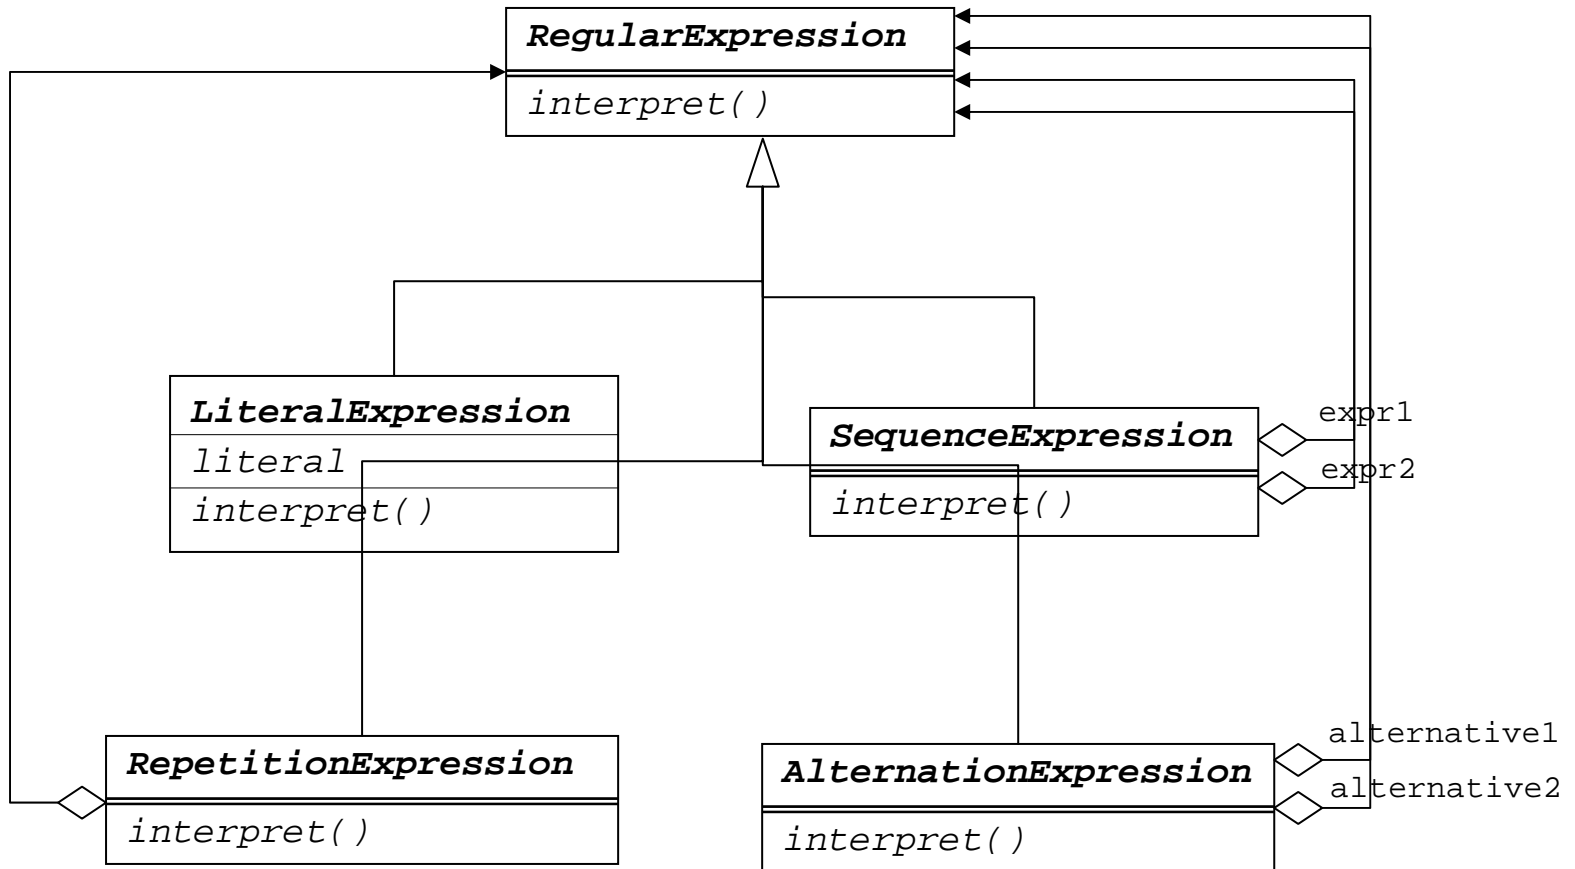 RegularExpression
interpret()
LiteralExpression
literal
interpret()
SequenceExpression
interpret()
expr1
expr2
RepetitionExpression
interpret()
AlternationExpression
interpret()
alternative1
alternative2